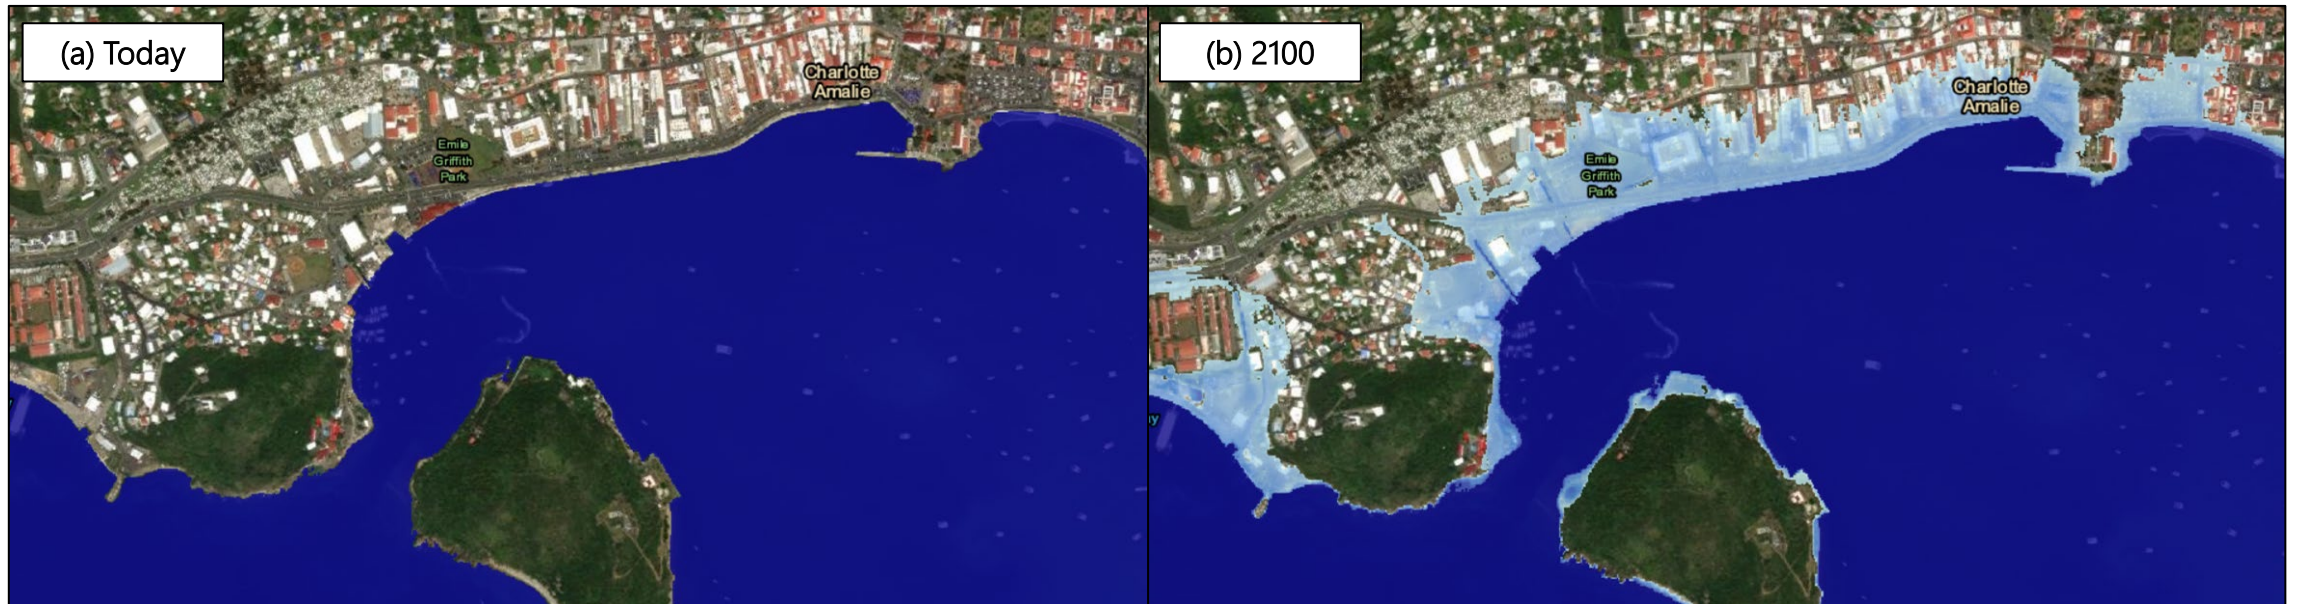 (a) Today
Charlotte
Amalie
Emile
Griffith
Park
(b) 2100
Charlotte
Amalie
Emile
Griffith
Park